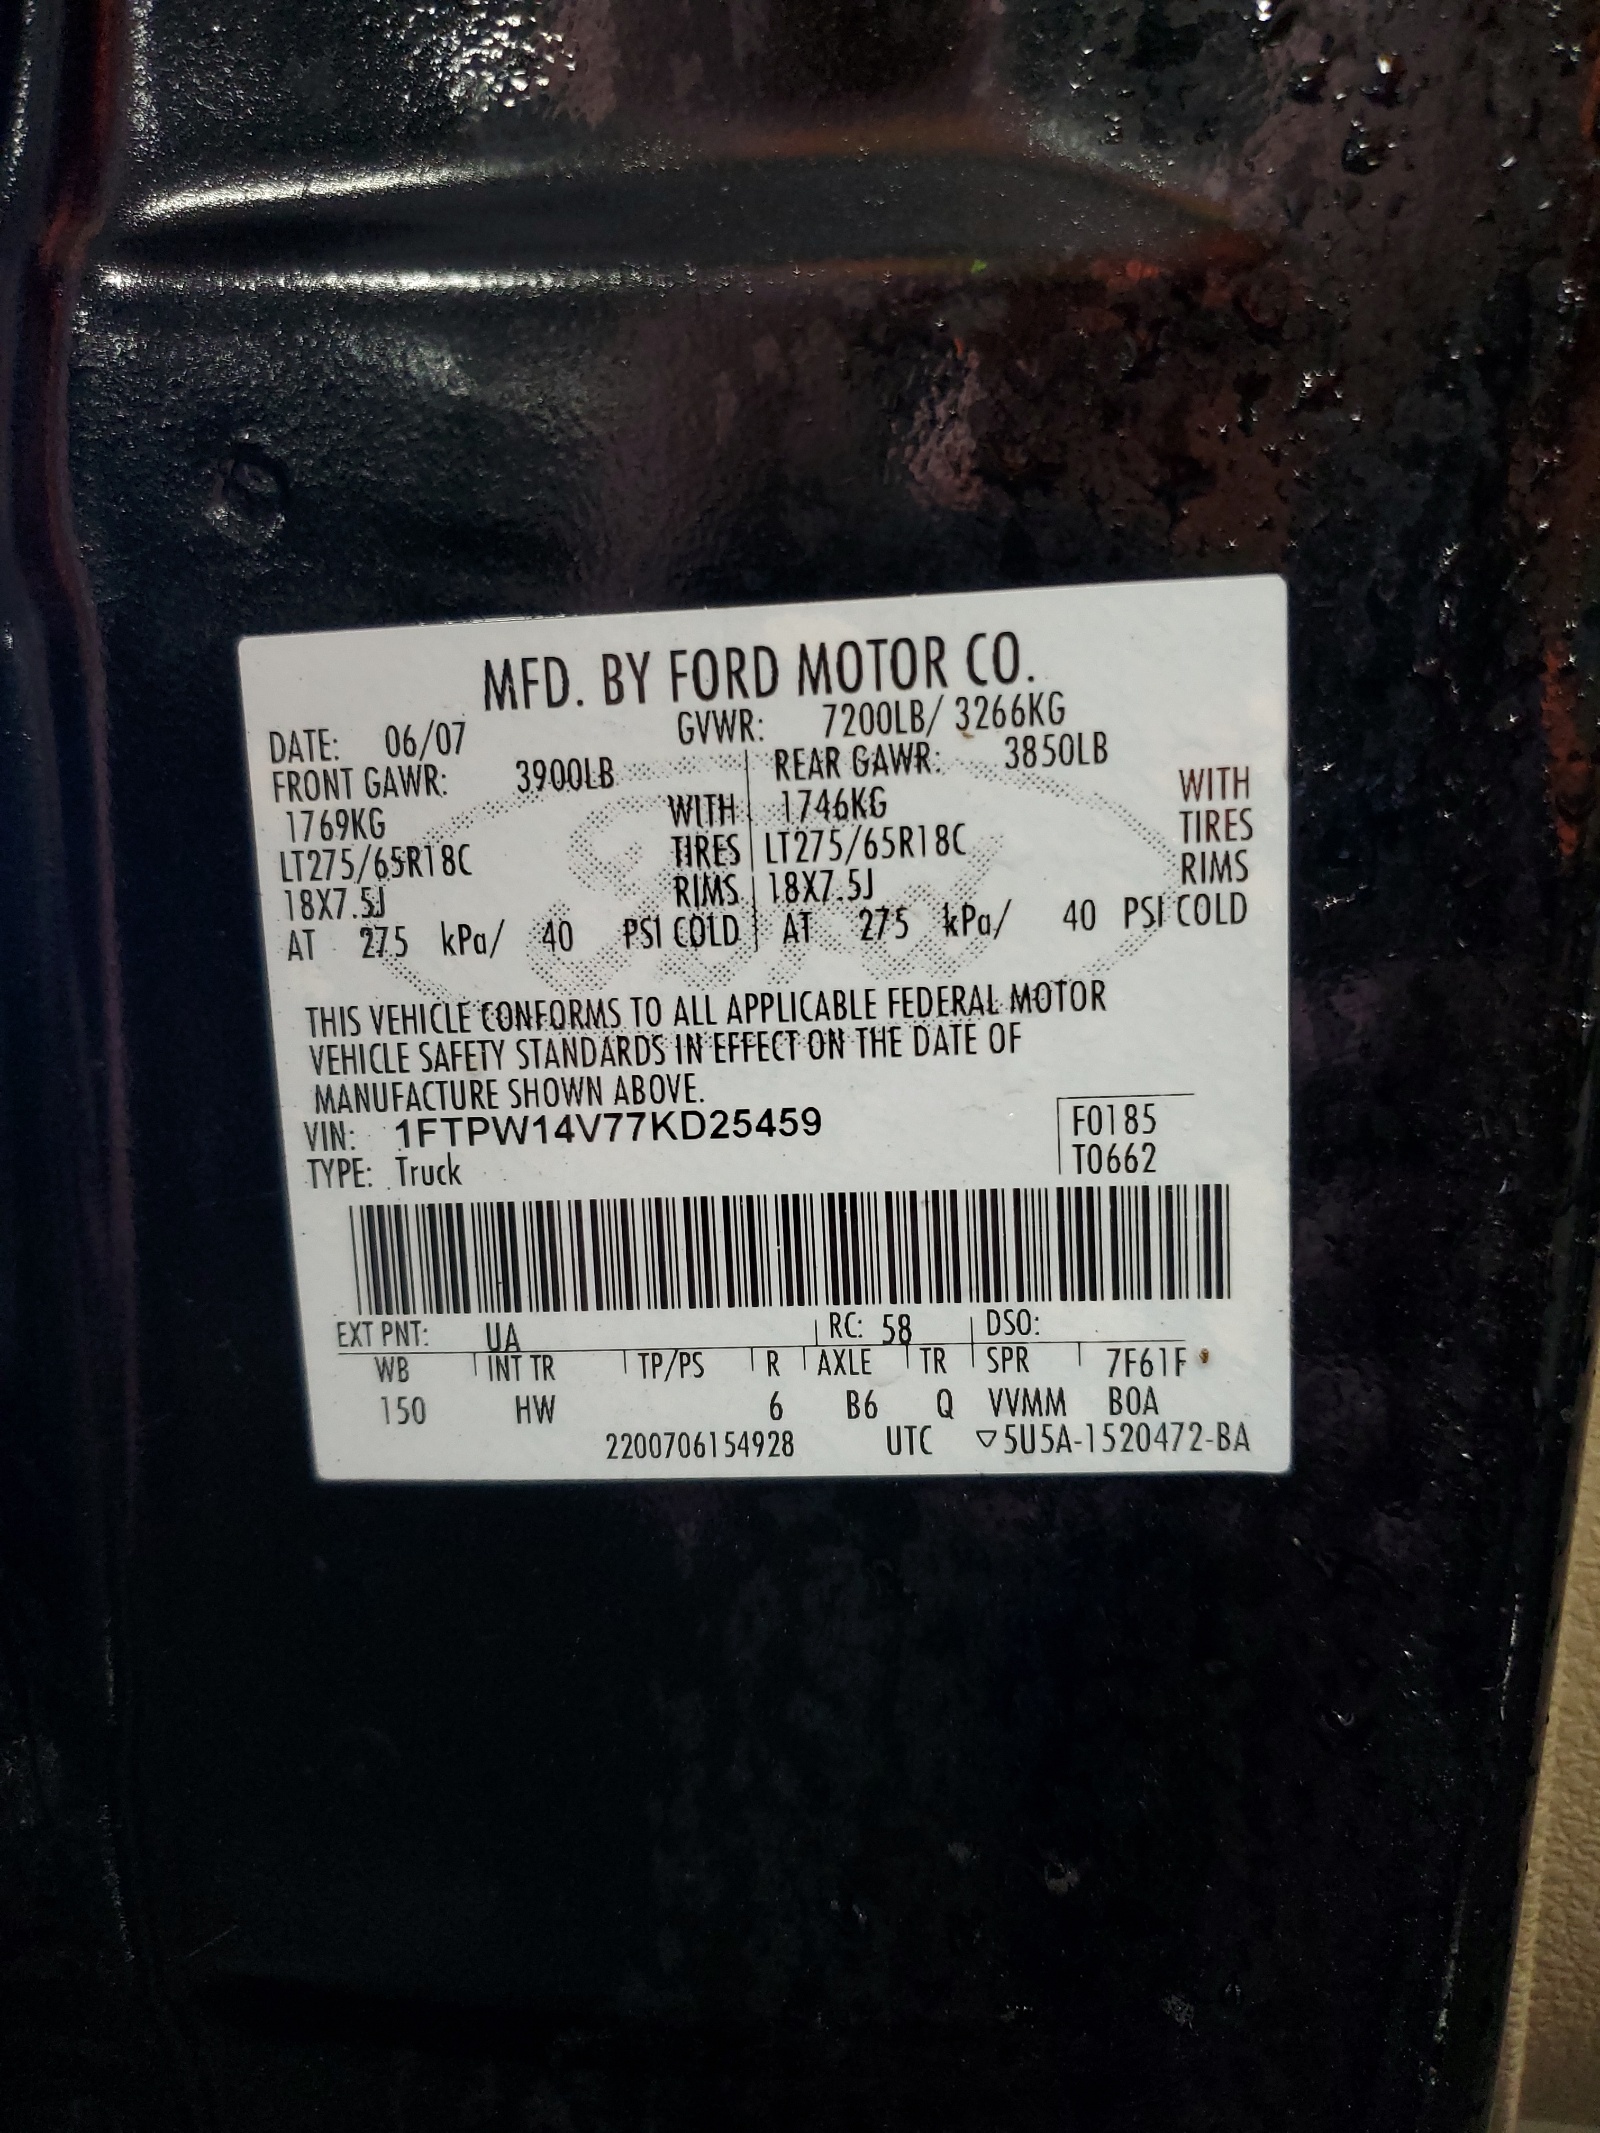 MFD. BY FORD MOTOR CO.
DATE: 06/07 GVWR: 7200LB/ 3266KG
FRONT GAWR: 3900LB REAR GAWR: 3850LB
1769KG WITH 1746KG WITH
LT275/65R18C TIRES LT275/65R18C TIRES
18X7.5J RIMS 18X7.5J RIMS
AT 275 kPa/ 40 PSI COLD AT 275 kPa/ 40 PSI COLD
THIS VEHICLE CONFORMS TO ALL APPLICABLE FEDERAL MOTOR
VEHICLE SAFETY STANDARDS IN EFFECT ON THE DATE OF
MANUFACTURE SHOWN ABOVE.
VIN: 1FTPW14V77KD25459 F0185
TYPE: Truck T0662
EXT PNT: UA RC: 58 DSO:
WB INT TR TP/PS R AXLE TR SPR 7F61F
150 HW 6 B6 Q VVMM B0A
2200706154928 UTC ▽5U5A-1520472-BA